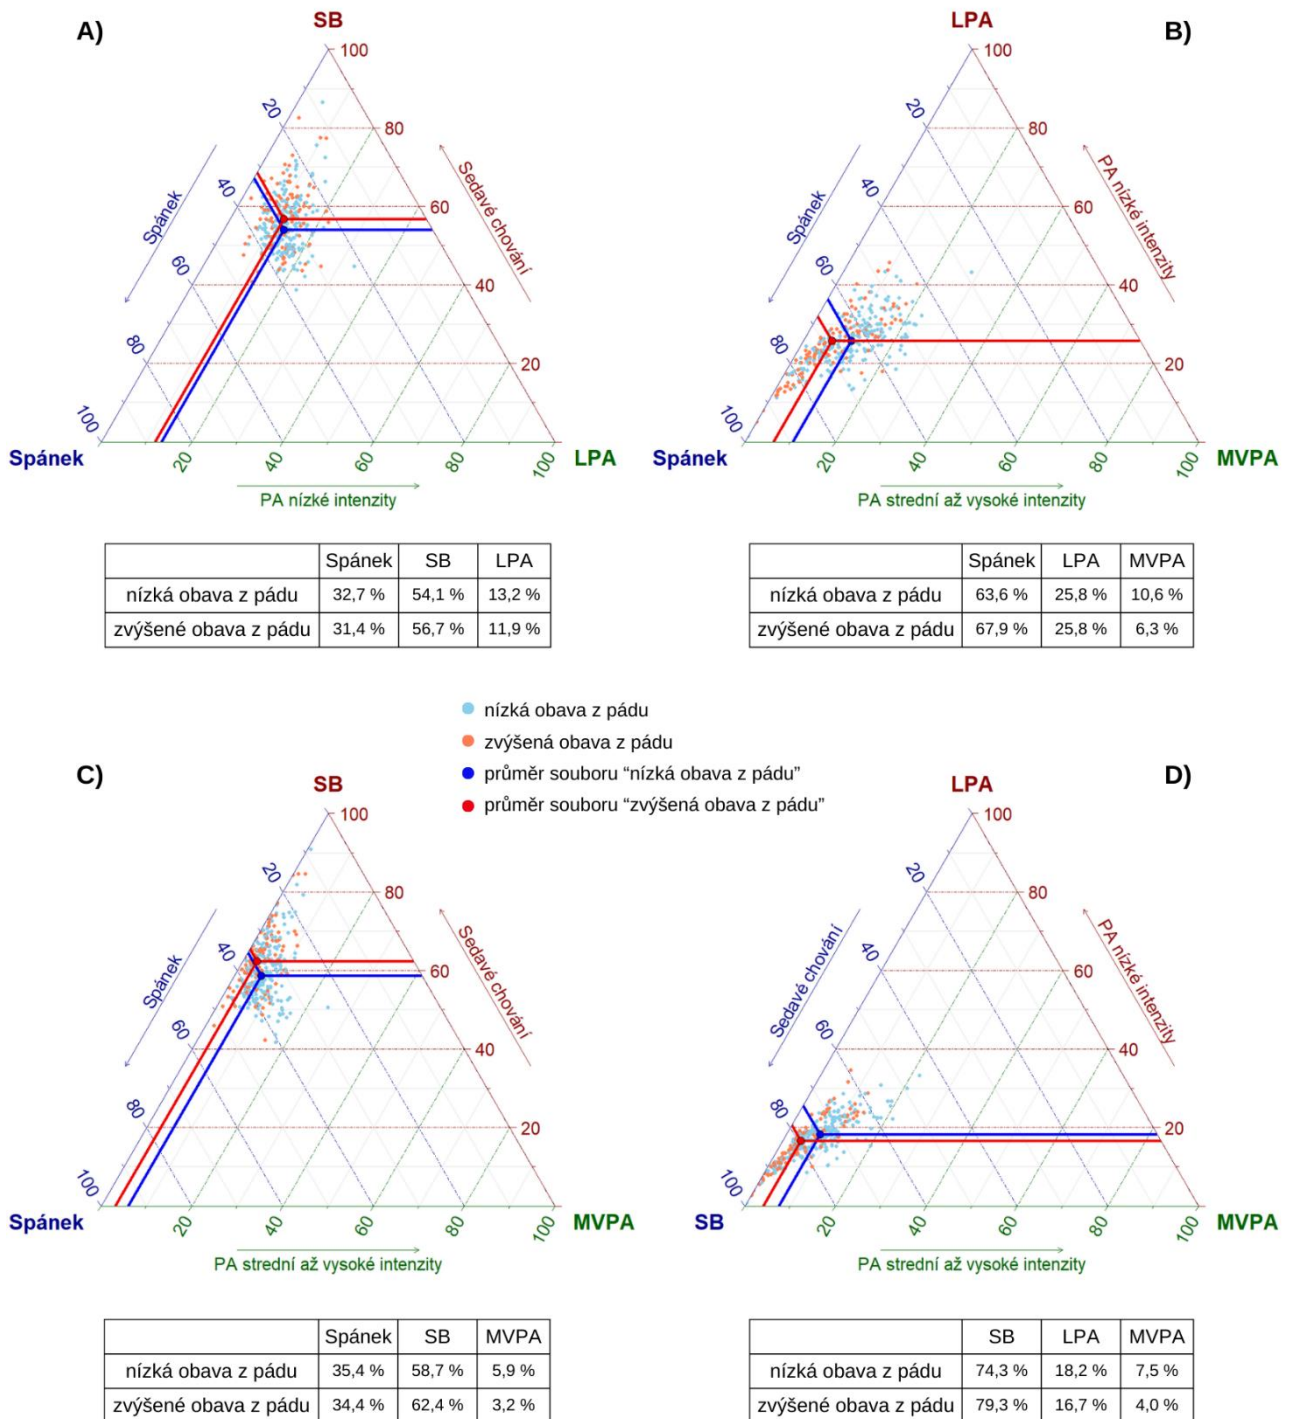 A)
SB
100
80
60
40
20
20
40
60
80
100
20
40
60
80
100
Spánek
Sedavé chování
Spánek
LPA
PA nízké intenzity
B)
LPA
100
80
60
40
20
20
40
60
80
100
20
40
60
80
100
Spánek
PA nízké intenzity
Spánek
MVPA
PA strední až vysoké intenzity
Spánek SB LPA
nízká obava z pádu 32,7 % 54,1 % 13,2 %
zvýšené obava z pádu 31,4 % 56,7 % 11,9 %
Spánek LPA MVPA
nízká obava z pádu 63,6 % 25,8 % 10,6 %
zvýšené obava z pádu 67,9 % 25,8 % 6,3 %
nízká obava z pádu
zvýšená obava z pádu
průměr souboru “nízká obava z pádu”
průměr souboru “zvýšená obava z pádu”
C)
SB
100
80
60
40
20
20
40
60
80
100
20
40
60
80
100
Spánek
Sedavé chování
Spánek
MVPA
PA strední až vysoké intenzity
D)
LPA
100
80
60
40
20
20
40
60
80
100
20
40
60
80
100
Sedavé chování
PA nízké intenzity
SB
MVPA
PA strední až vysoké intenzity
Spánek SB MVPA
nízká obava z pádu 35,4 % 58,7 % 5,9 %
zvýšené obava z pádu 34,4 % 62,4 % 3,2 %
SB LPA MVPA
nízká obava z pádu 74,3 % 18,2 % 7,5 %
zvýšené obava z pádu 79,3 % 16,7 % 4,0 %